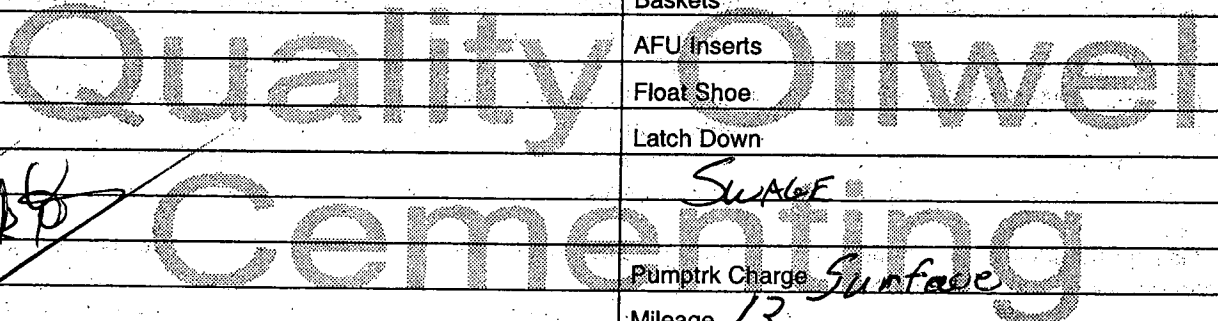 Baskets
Quality Oilwel
AFU Inserts
Float Shoe
Latch Down
SWAGE
Cementing
Pumptrk Charge Surface
Mileage 13